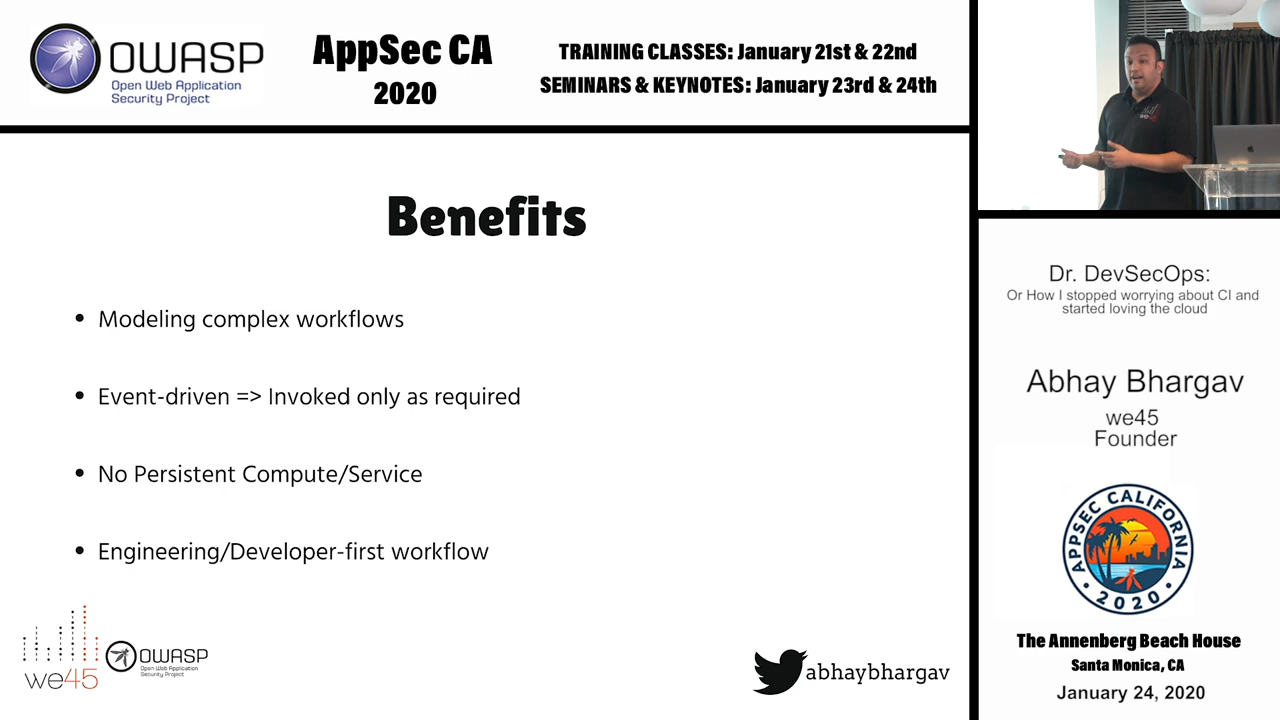 OWASP
Open Web Application
Security Project
AppSec CA
2020
TRAINING CLASSES: January 21st & 22nd
SEMINARS & KEYNOTES: January 23rd & 24th
we45
Benefits
• Modeling complex workflows
• Event-driven => Invoked only as required
• No Persistent Compute/Service
• Engineering/Developer-first workflow
we45
OWASP
Open Web Application
Security Project
abhaybhargav
Dr. DevSecOps:
Or How I stopped worrying about CI and
started loving the cloud
Abhay Bhargav
we45
Founder
APPSEC CALIFORNIA
• 2020 •
The Annenberg Beach House
Santa Monica, CA
January 24, 2020